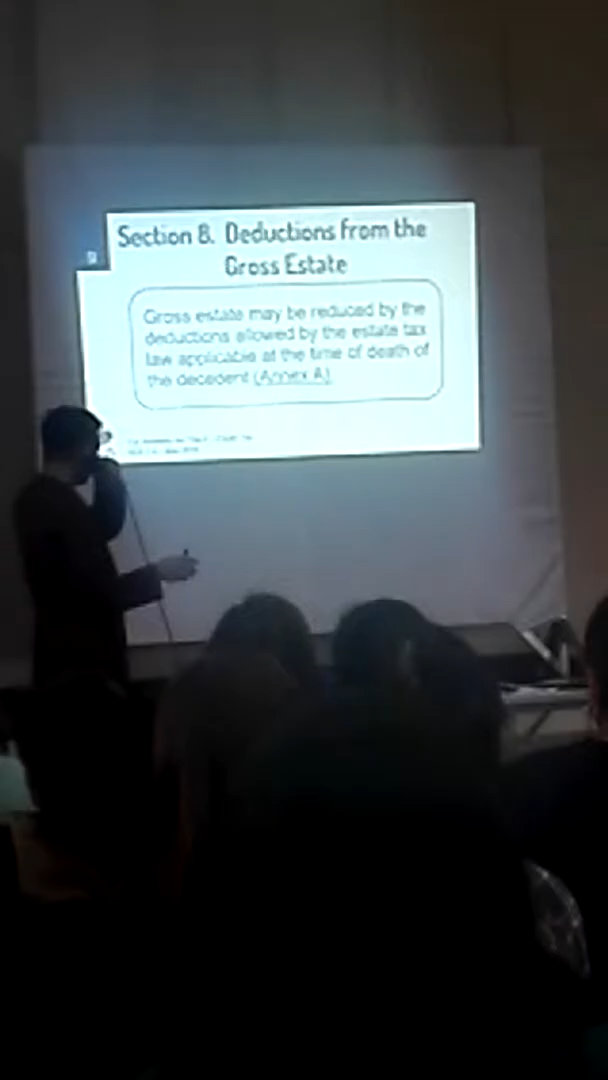 Section 8. Deductions from the
Gross Estate
Gross estate may be reduced by the
deductions allowed by the estate tax
law applicable at the time of death of
the decedent (Annex A)